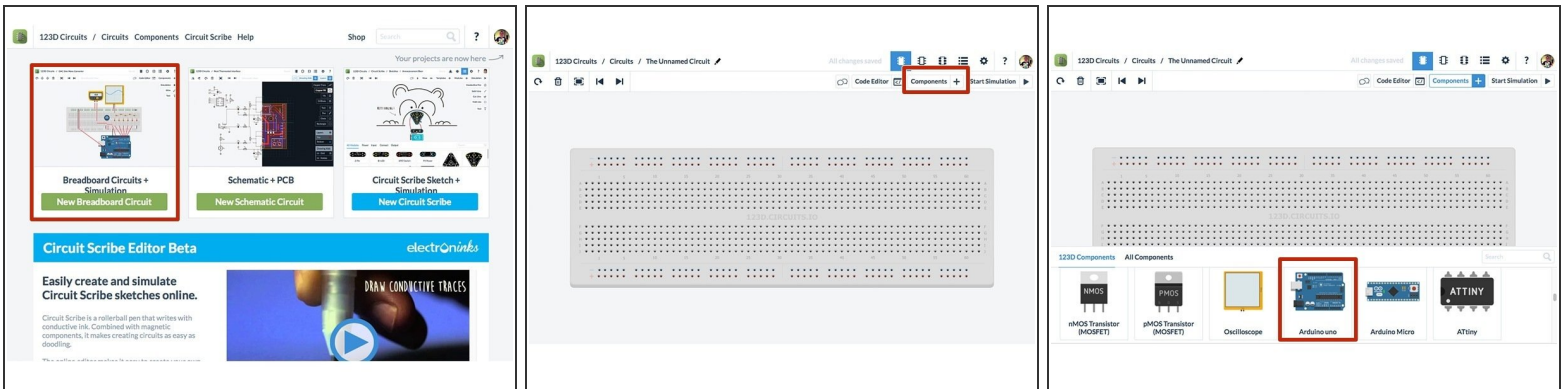 123D Circuits / Circuits Components Circuit Scribe Help Shop Search ?
Your projects are now here
Breadboard Circuits +
Simulation
New Breadboard Circuit
Schematic + PCB
New Schematic Circuit
Circuit Scribe Sketch +
Simulation
New Circuit Scribe
Circuit Scribe Editor Beta
electroninks
Easily create and simulate
Circuit Scribe sketches online.
Circuit Scribe is a rollerball pen that writes with
conductive ink. Combined with magnetic
components, it makes creating circuits as easy as
doodling.
DRAW CONDUCTIVE TRACES
123D Circuits / Circuits / The Unnamed Circuit All changes saved ?
Code Editor Components + Start Simulation
123D.CIRCUITS.IO
123D Circuits / Circuits / The Unnamed Circuit All changes saved ?
Code Editor Components + Start Simulation
123D.CIRCUITS.IO
123D Components All Components Search
NMOS
nMOS Transistor
(MOSFET)
PMOS
pMOS Transistor
(MOSFET)
Oscilloscope
Arduino uno
Arduino Micro
ATTINY
ATtiny